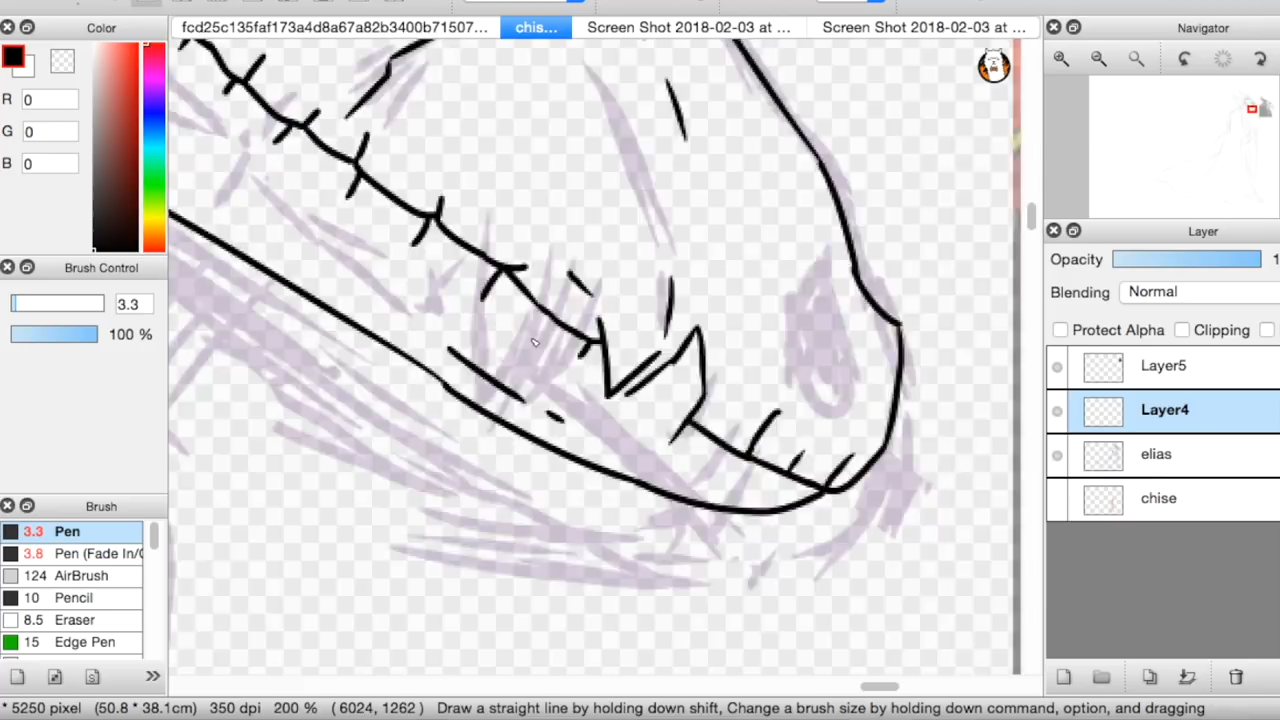 fcd25c135faf173a4d8a67a82b3400b71507...
chis...
Screen Shot 2018-02-03 at ...
Screen Shot 2018-02-03 at ...
Color
R 0
G 0
B 0
Brush Control
3.3
100 %
Brush
3.3 Pen
3.8 Pen (Fade In/O
124 AirBrush
10 Pencil
8.5 Eraser
15 Edge Pen
Navigator
Layer
Opacity 1
Blending Normal
Protect Alpha Clipping
Layer5
Layer4
elias
chise
* 5250 pixel (50.8 * 38.1cm) 350 dpi 200 % ( 6024, 1262 ) Draw a straight line by holding down shift, Change a brush size by holding down command, option, and dragging